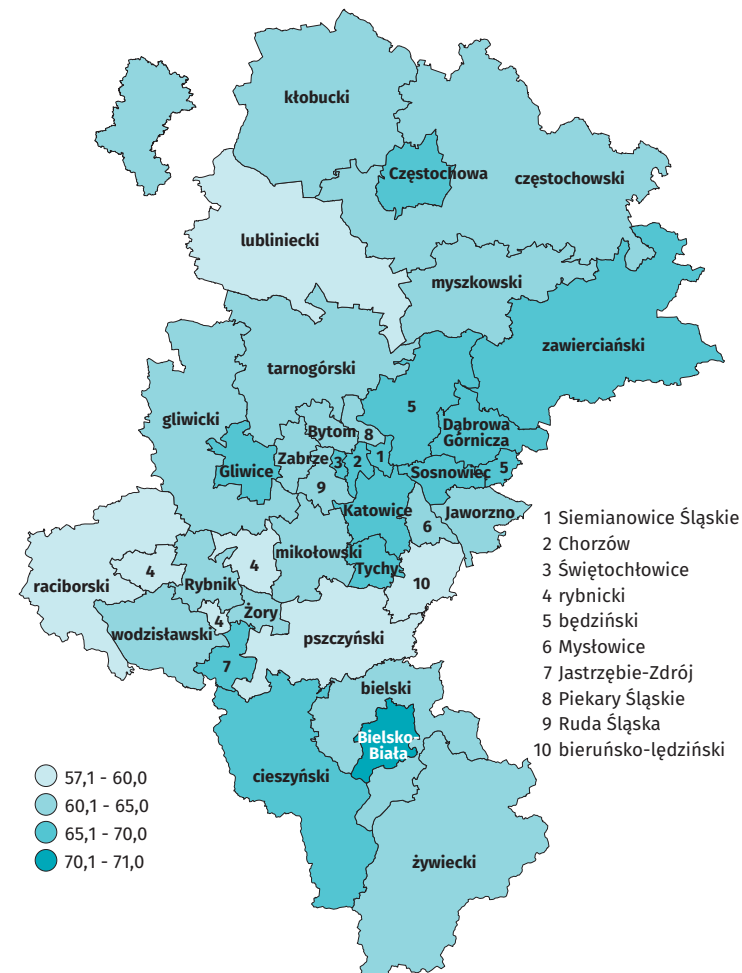 kłobucki
Częstochowa
częstochowski
lubliniecki
myszkowski
zawierciański
tarnogórski
5
gliwicki
Bytom
8
Dąbrowa
Górnicza
Zabrze
3
2
1
Gliwice
Sosnowiec
5
9
Katowice
6
Jaworzno
mikołowski
4
4
Tychy
10
raciborski
Rybnik
4
Żory
wodzisławski
pszczyński
7
bielski
Bielsko-
Biała
cieszyński
żywiecki
1 Siemianowice Śląskie
2 Chorzów
3 Świętochłowice
4 rybnicki
5 będziński
6 Mysłowice
7 Jastrzębie-Zdrój
8 Piekary Śląskie
9 Ruda Śląska
10 bieruńsko-lędziński
57,1 - 60,0
60,1 - 65,0
65,1 - 70,0
70,1 - 71,0